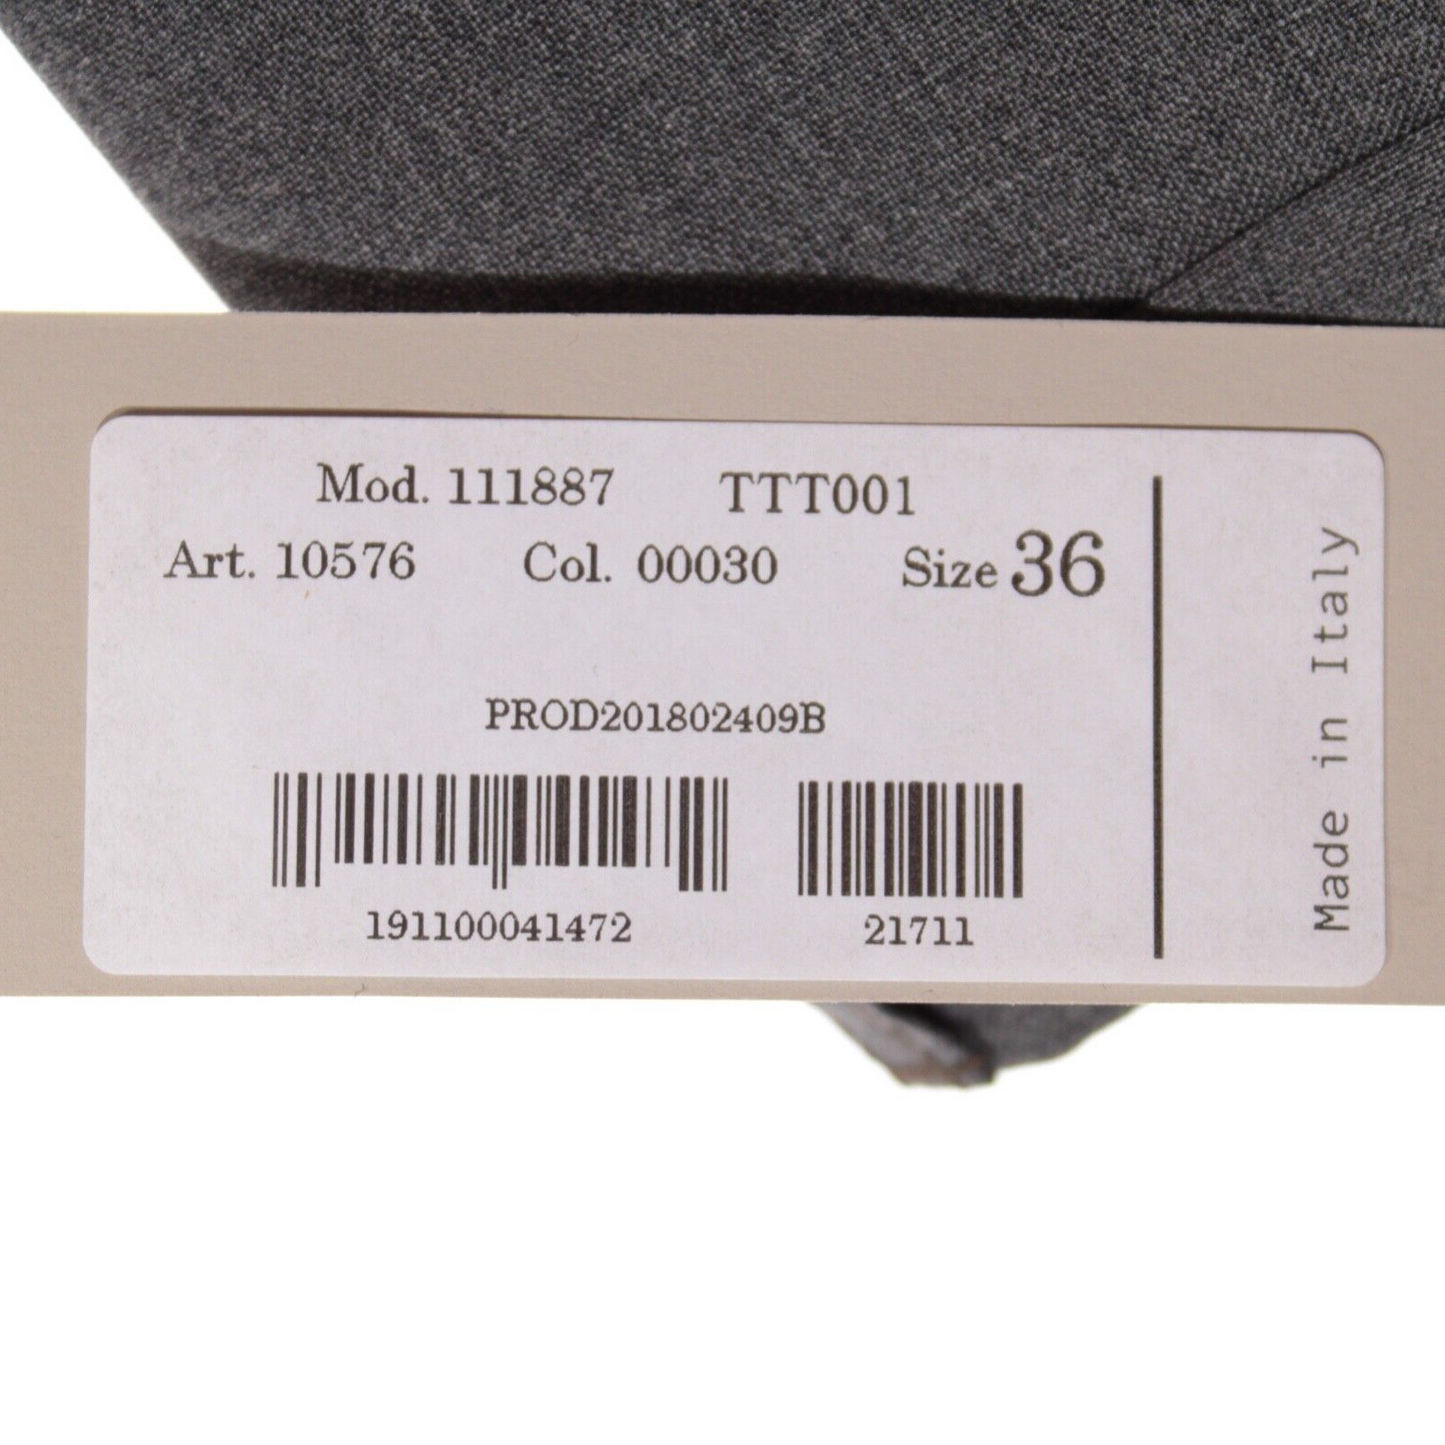 Mod. 111887 TTT001
Art. 10576 Col. 00030 Size 36
PROD201802409B
191100041472 21711
Made in Italy